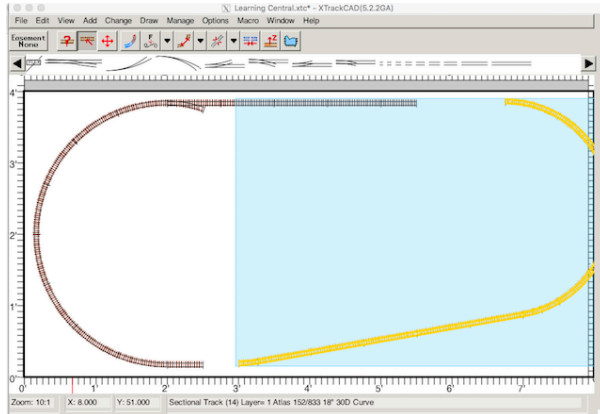 Learning Central.xtc* - XTrackCAD(5.2.2GA)
File Edit View Add Change Draw Manage Options Macro Window Help
Easement
None
4'
3'
2'
1'
0'
0' 1' 2' 3' 4' 5' 6' 7'
Zoom: 10:1 X: 8.000 Y: 51.000 Sectional Track (14) Layer= 1 Atlas 152/833 18" 30D Curve